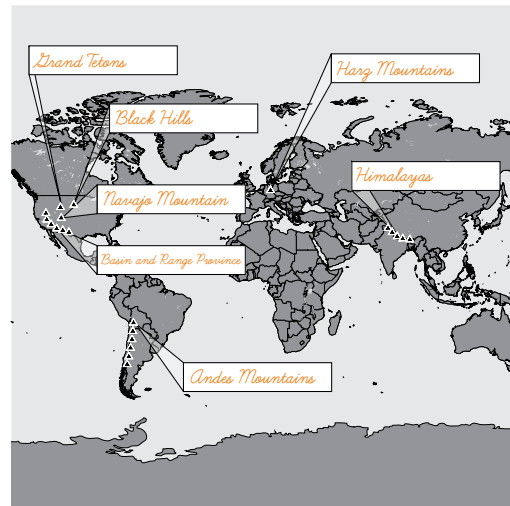 Grand Tetons
Harz Mountains
Black Hills
Himalayas
Navajo Mountain
Basin and Range Province
Andes Mountains